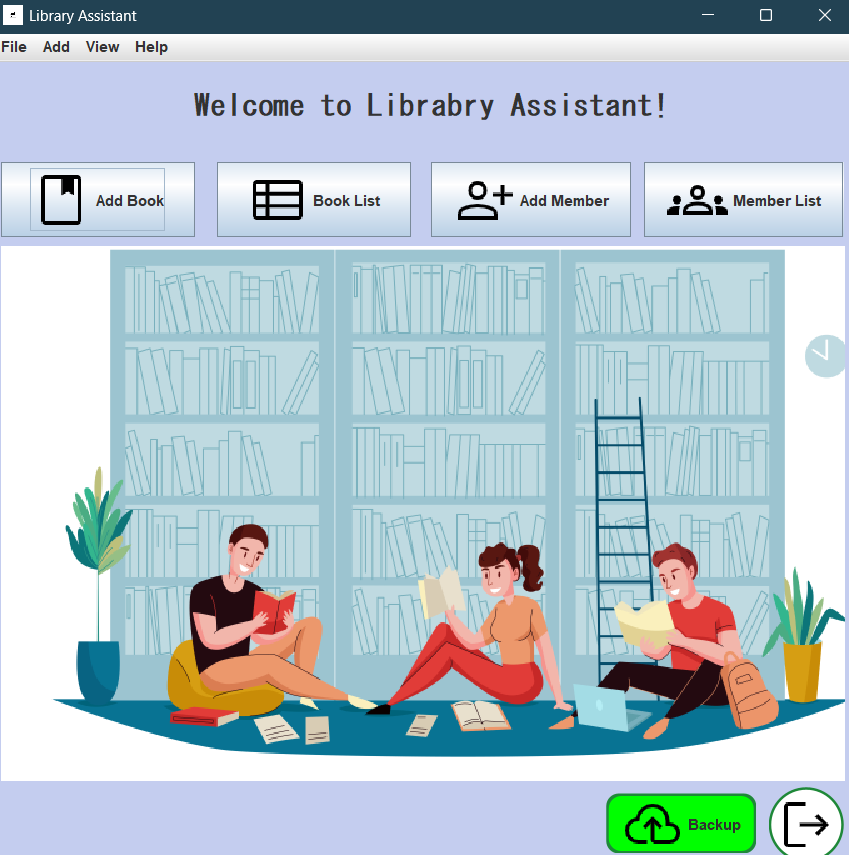 Library Assistant
File Add View Help
Welcome to Librabry Assistant!
Add Book Book List Add Member Member List
Backup